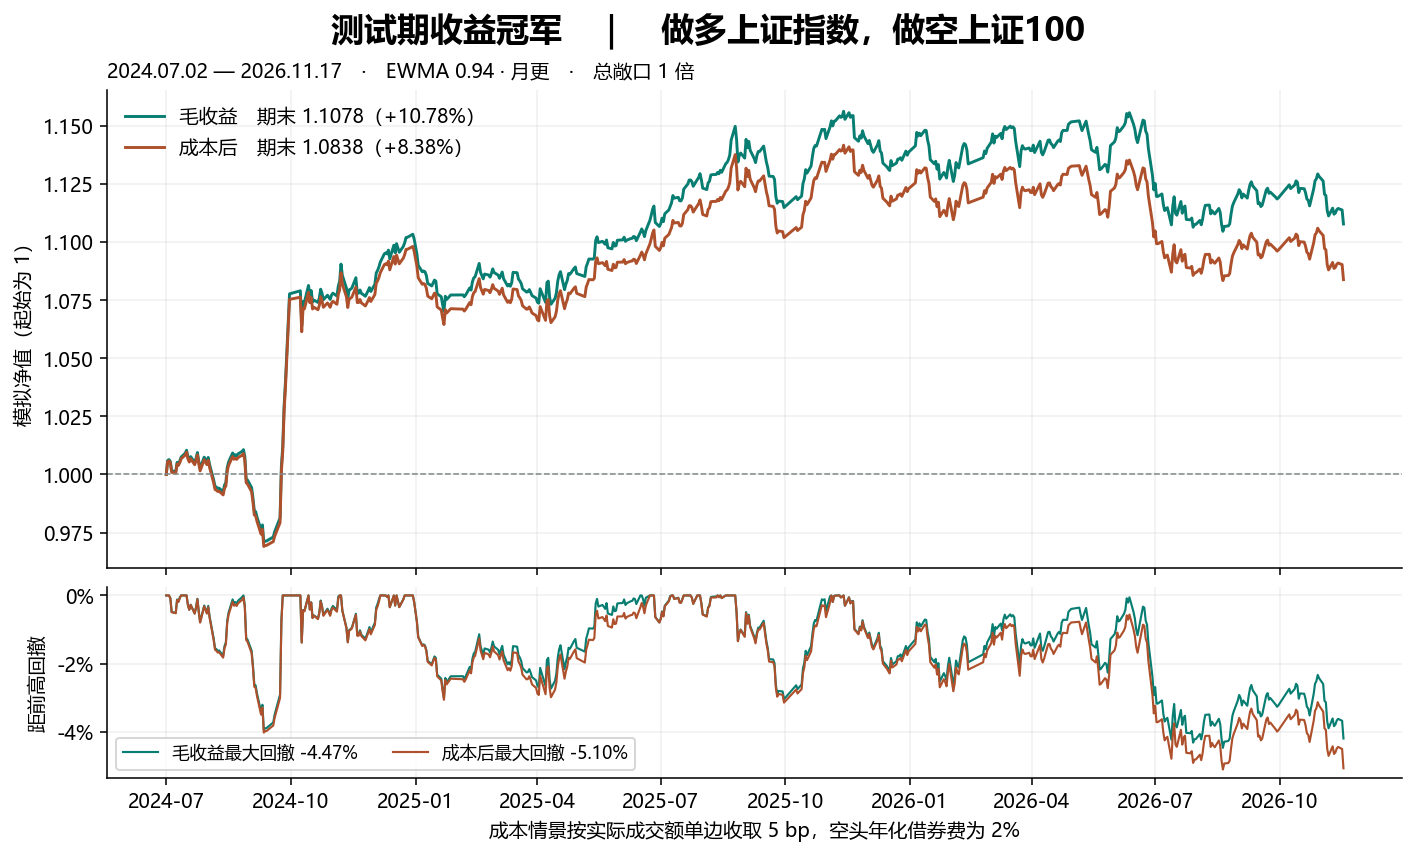 测试期收益冠军 ｜ 做多上证指数，做空上证100
2024.07.02 — 2026.11.17 · EWMA 0.94 · 月更 · 总敞口 1 倍
毛收益 期末 1.1078（+10.78%）
成本后 期末 1.0838（+8.38%）
模拟净值（起始为 1）
1.150
1.125
1.100
1.075
1.050
1.025
1.000
0.975
距前高回撤
0%
-2%
-4%
毛收益最大回撤 -4.47% 成本后最大回撤 -5.10%
2024-07 2024-10 2025-01 2025-04 2025-07 2025-10 2026-01 2026-04 2026-07 2026-10
成本情景按实际成交额单边收取 5 bp，空头年化借券费为 2%